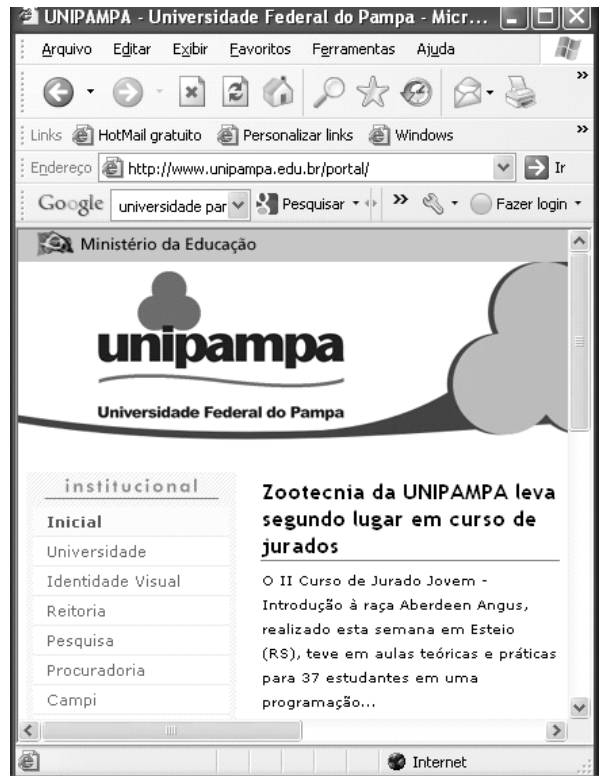 UNIPAMPA - Universidade Federal do Pampa - Micr...
Arquivo Editar Exibir Favoritos Ferramentas Ajuda
»
Links HotMail gratuito Personalizar links Windows »
Endereço http://www.unipampa.edu.br/portal/ Ir
Google universidade par Pesquisar » Fazer login
Ministério da Educação
unipampa
Universidade Federal do Pampa
institucional
Inicial
Universidade
Identidade Visual
Reitoria
Pesquisa
Procuradoria
Campi
Zootecnia da UNIPAMPA leva
segundo lugar em curso de
jurados
O II Curso de Jurado Jovem -
Introdução à raça Aberdeen Angus,
realizado esta semana em Esteio
(RS), teve em aulas teóricas e práticas
para 37 estudantes em uma
programação...
Internet